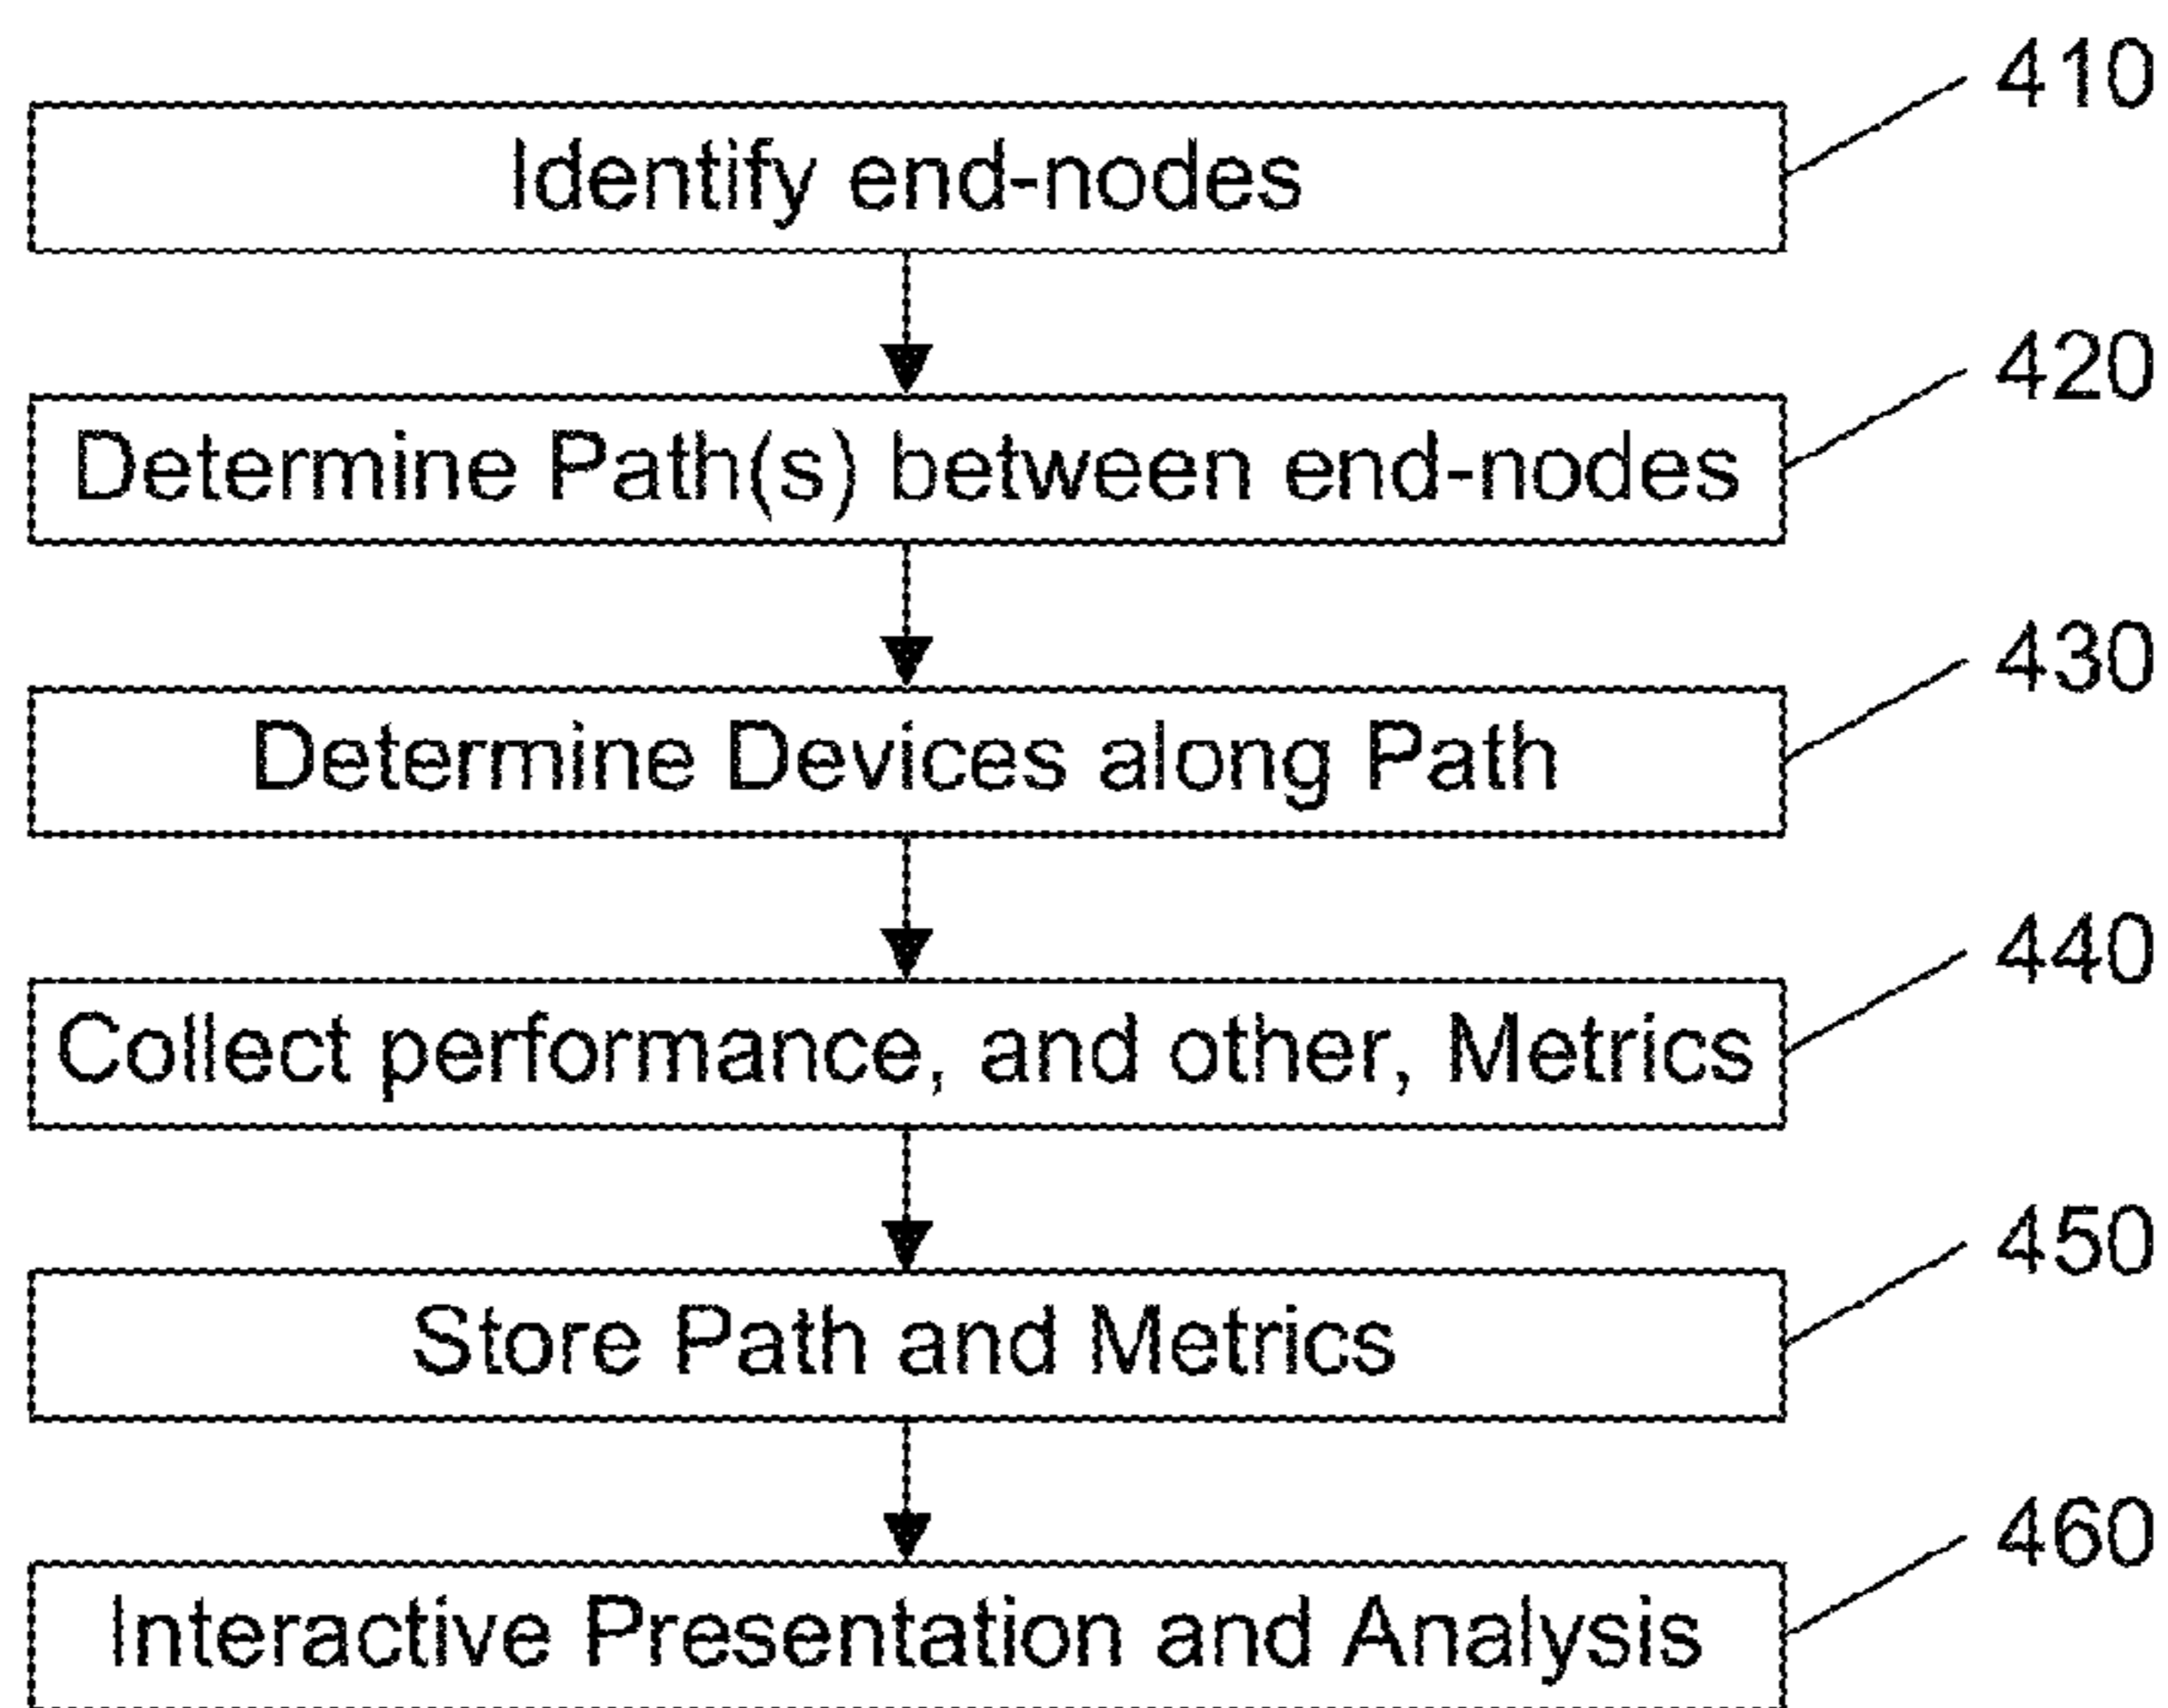 410
Identify end-nodes
420
Determine Path(s) between end-nodes
430
Determine Devices along Path
440
Collect performance, and other, Metrics
450
Store Path and Metrics
460
Interactive Presentation and Analysis